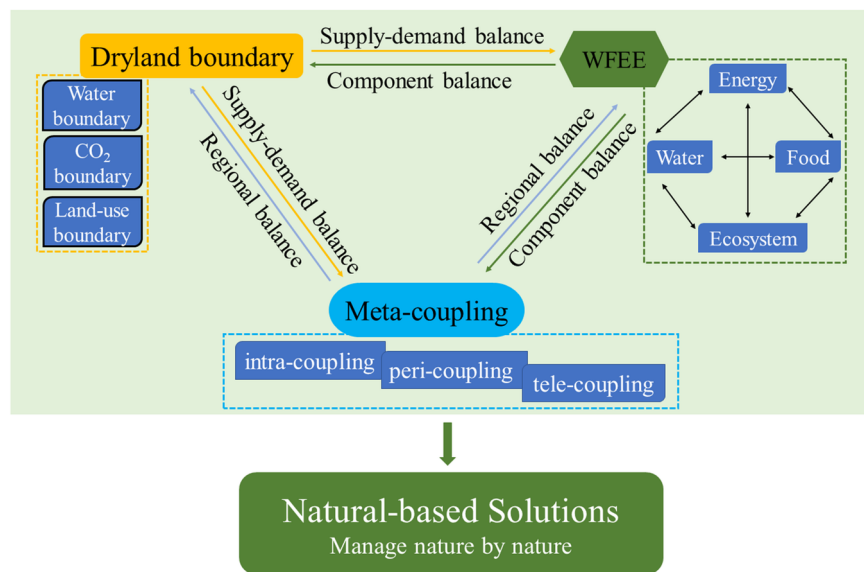 Dryland boundary
Supply-demand balance
Component balance
WFEE
Water
boundary
CO₂
boundary
Land-use
boundary
Supply-demand balance
Regional balance
Regional balance
Component balance
Energy
Water
Food
Ecosystem
Meta-coupling
intra-coupling
peri-coupling
tele-coupling
Natural-based Solutions
Manage nature by nature